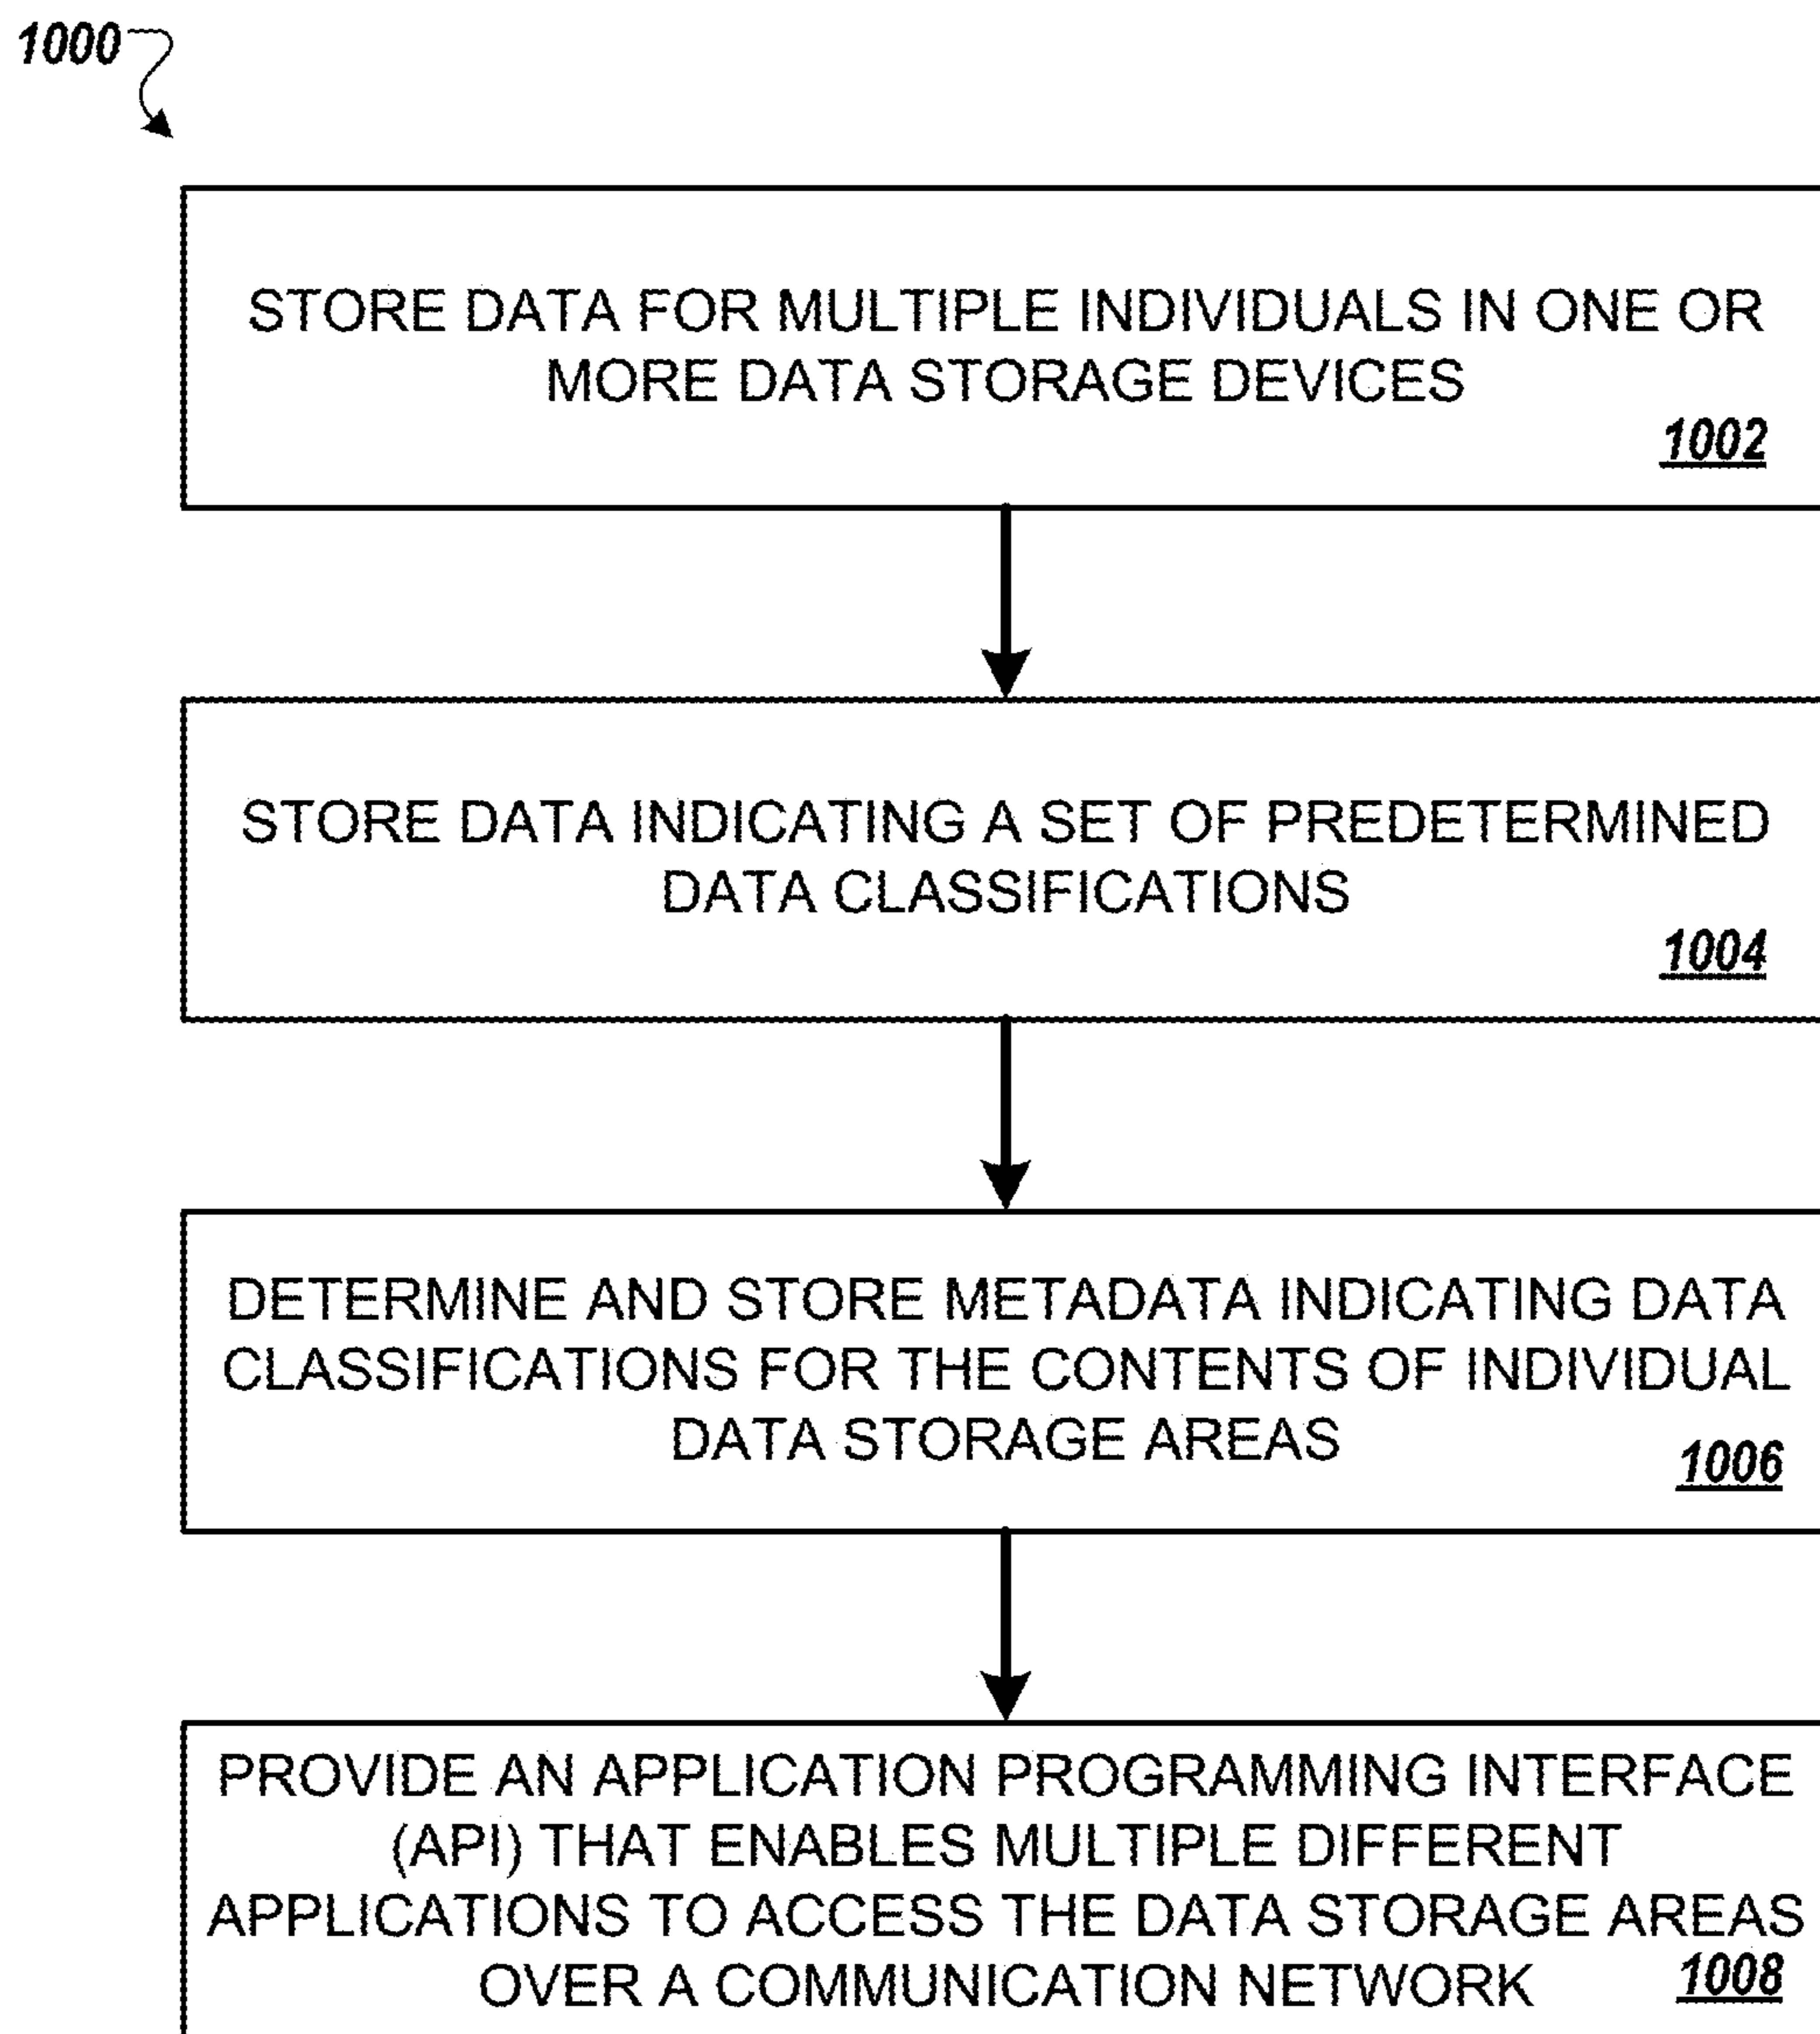 1000
STORE DATA FOR MULTIPLE INDIVIDUALS IN ONE OR
MORE DATA STORAGE DEVICES
1002
STORE DATA INDICATING A SET OF PREDETERMINED
DATA CLASSIFICATIONS
1004
DETERMINE AND STORE METADATA INDICATING DATA
CLASSIFICATIONS FOR THE CONTENTS OF INDIVIDUAL
DATA STORAGE AREAS
1006
PROVIDE AN APPLICATION PROGRAMMING INTERFACE
(API) THAT ENABLES MULTIPLE DIFFERENT
APPLICATIONS TO ACCESS THE DATA STORAGE AREAS
OVER A COMMUNICATION NETWORK 1008